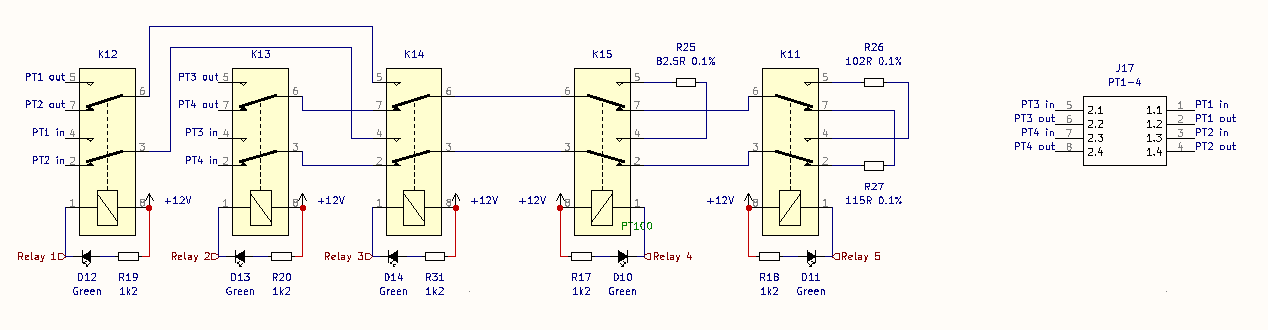 K12
K13
K14
K15
K11
R25
82.5R 0.1%
R26
102R 0.1%
J17
PT1-4
PT1 out 5
PT2 out 7
PT1 in 4
PT2 in 2
6
3
1
8
+12V
PT3 out 5
PT4 out 7
PT3 in 4
PT4 in 2
6
3
1
8
+12V
5
7
4
2
6
3
1
8
+12V
6
3
5
7
4
2
+12V
8
1
PT100
6
3
5
7
4
2
+12V
8
1
R27
115R 0.1%
PT3 in 5 2.1 1.1 1 PT1 in
PT3 out 6 2.2 1.2 2 PT1 out
PT4 in 7 2.3 1.3 3 PT2 in
PT4 out 8 2.4 1.4 4 PT2 out
Relay 1
Relay 2
Relay 3
Relay 4
Relay 5
D12 R19
Green 1k2
D13 R20
Green 1k2
D14 R31
Green 1k2
R17 D10
1k2 Green
R18 D11
1k2 Green